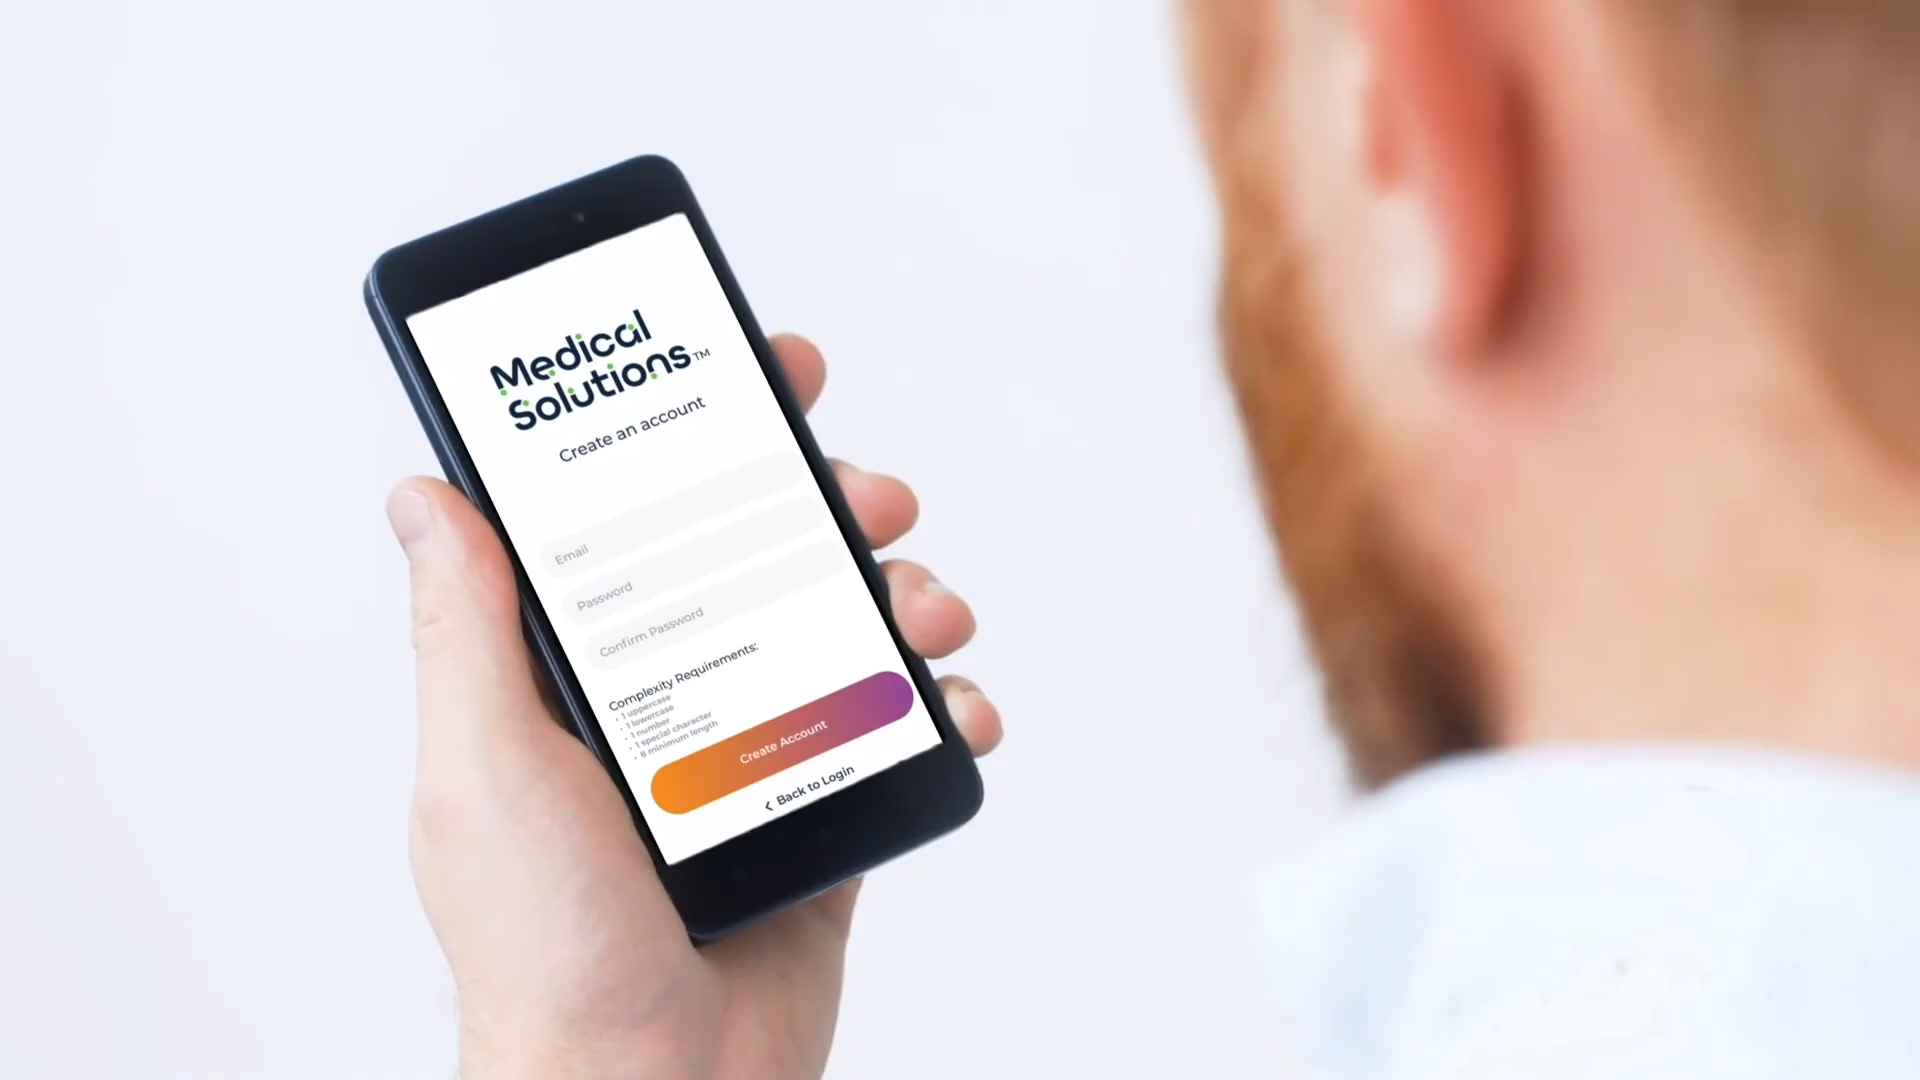 Medical
Solutions™
Create an account
Email
Password
Confirm Password
Complexity Requirements:
• 1 uppercase
• 1 lowercase
• 1 number
• 1 special character
• 8 minimum length
Create Account
< Back to Login